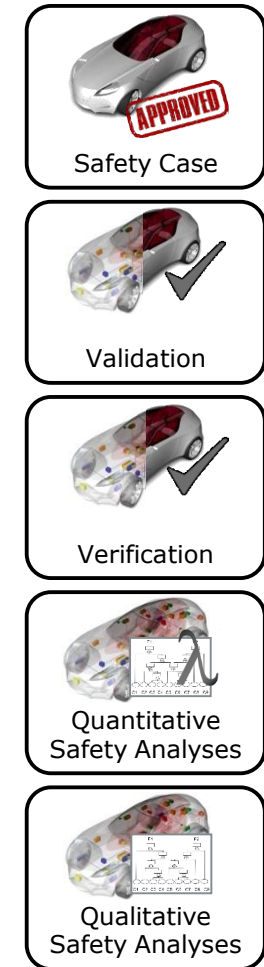 APPROVED
Safety Case
Validation
Verification
λ
Quantitative
Safety Analyses
Qualitative
Safety Analyses